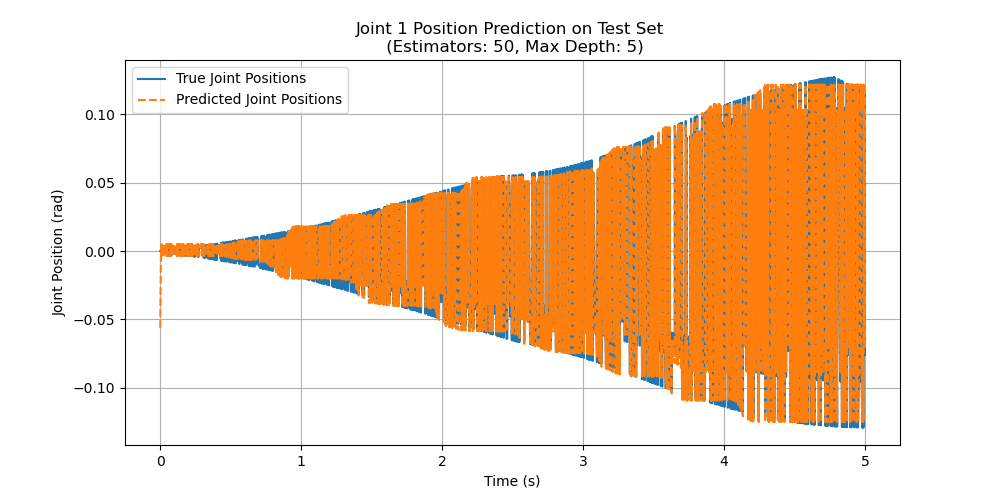 Joint 1 Position Prediction on Test Set
(Estimators: 50, Max Depth: 5)
True Joint Positions
Predicted Joint Positions
Joint Position (rad)
0.10
0.05
0.00
−0.05
−0.10
0 1 2 3 4 5
Time (s)